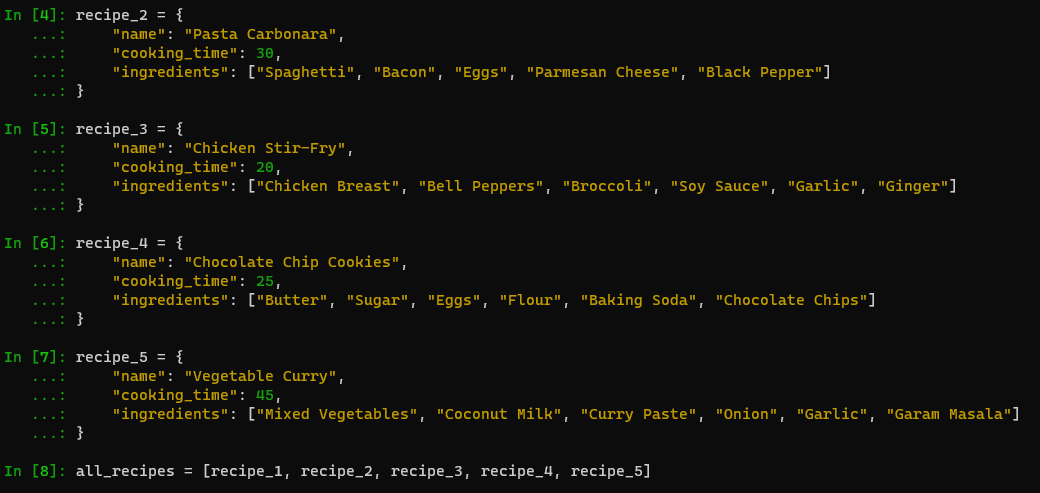 In [4]: recipe_2 = {
   ...:     "name": "Pasta Carbonara",
   ...:     "cooking_time": 30,
   ...:     "ingredients": ["Spaghetti", "Bacon", "Eggs", "Parmesan Cheese", "Black Pepper"]
   ...: }
In [5]: recipe_3 = {
   ...:     "name": "Chicken Stir-Fry",
   ...:     "cooking_time": 20,
   ...:     "ingredients": ["Chicken Breast", "Bell Peppers", "Broccoli", "Soy Sauce", "Garlic", "Ginger"]
   ...: }
In [6]: recipe_4 = {
   ...:     "name": "Chocolate Chip Cookies",
   ...:     "cooking_time": 25,
   ...:     "ingredients": ["Butter", "Sugar", "Eggs", "Flour", "Baking Soda", "Chocolate Chips"]
   ...: }
In [7]: recipe_5 = {
   ...:     "name": "Vegetable Curry",
   ...:     "cooking_time": 45,
   ...:     "ingredients": ["Mixed Vegetables", "Coconut Milk", "Curry Paste", "Onion", "Garlic", "Garam Masala"]
   ...: }
In [8]: all_recipes = [recipe_1, recipe_2, recipe_3, recipe_4, recipe_5]